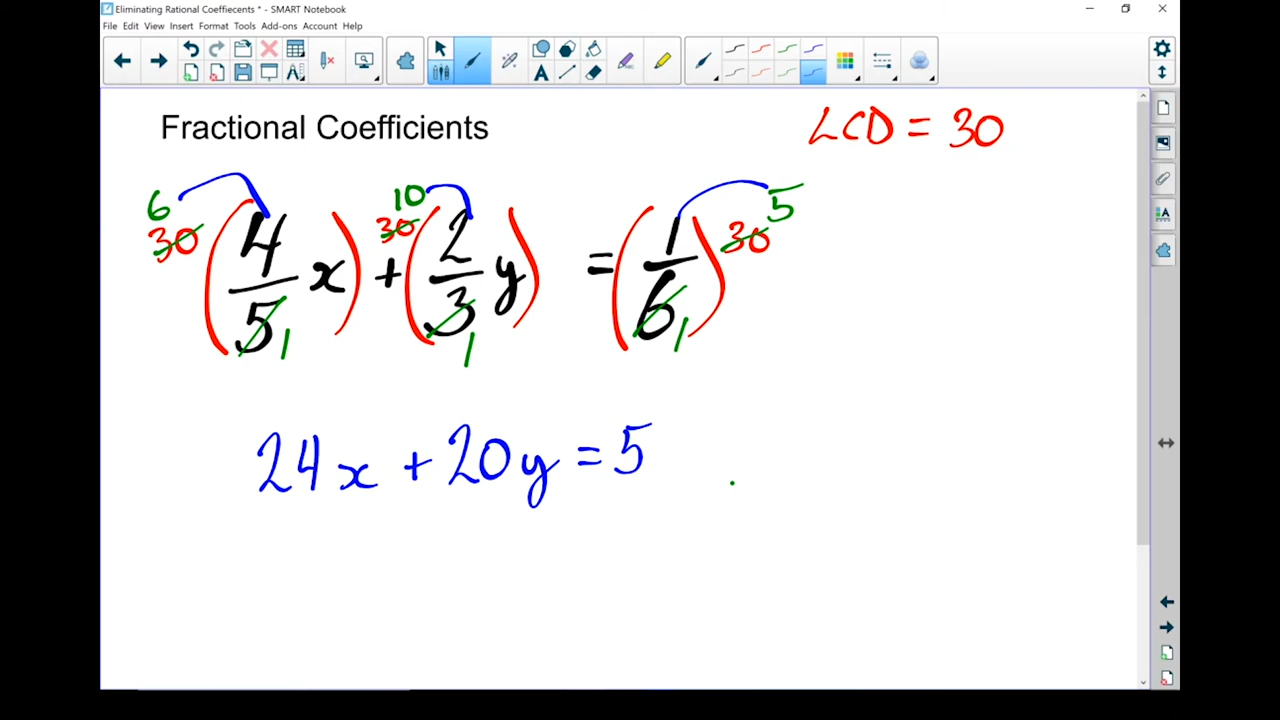 Eliminating Rational Coeffiecents * - SMART Notebook
File Edit View Insert Format Tools Add-ons Account Help
Fractional Coefficients
LCD = 30
6 10 5
30 (4/5 x) + 30 (2/3 y) = (1/6) 30
1 1 1
24x + 20y = 5